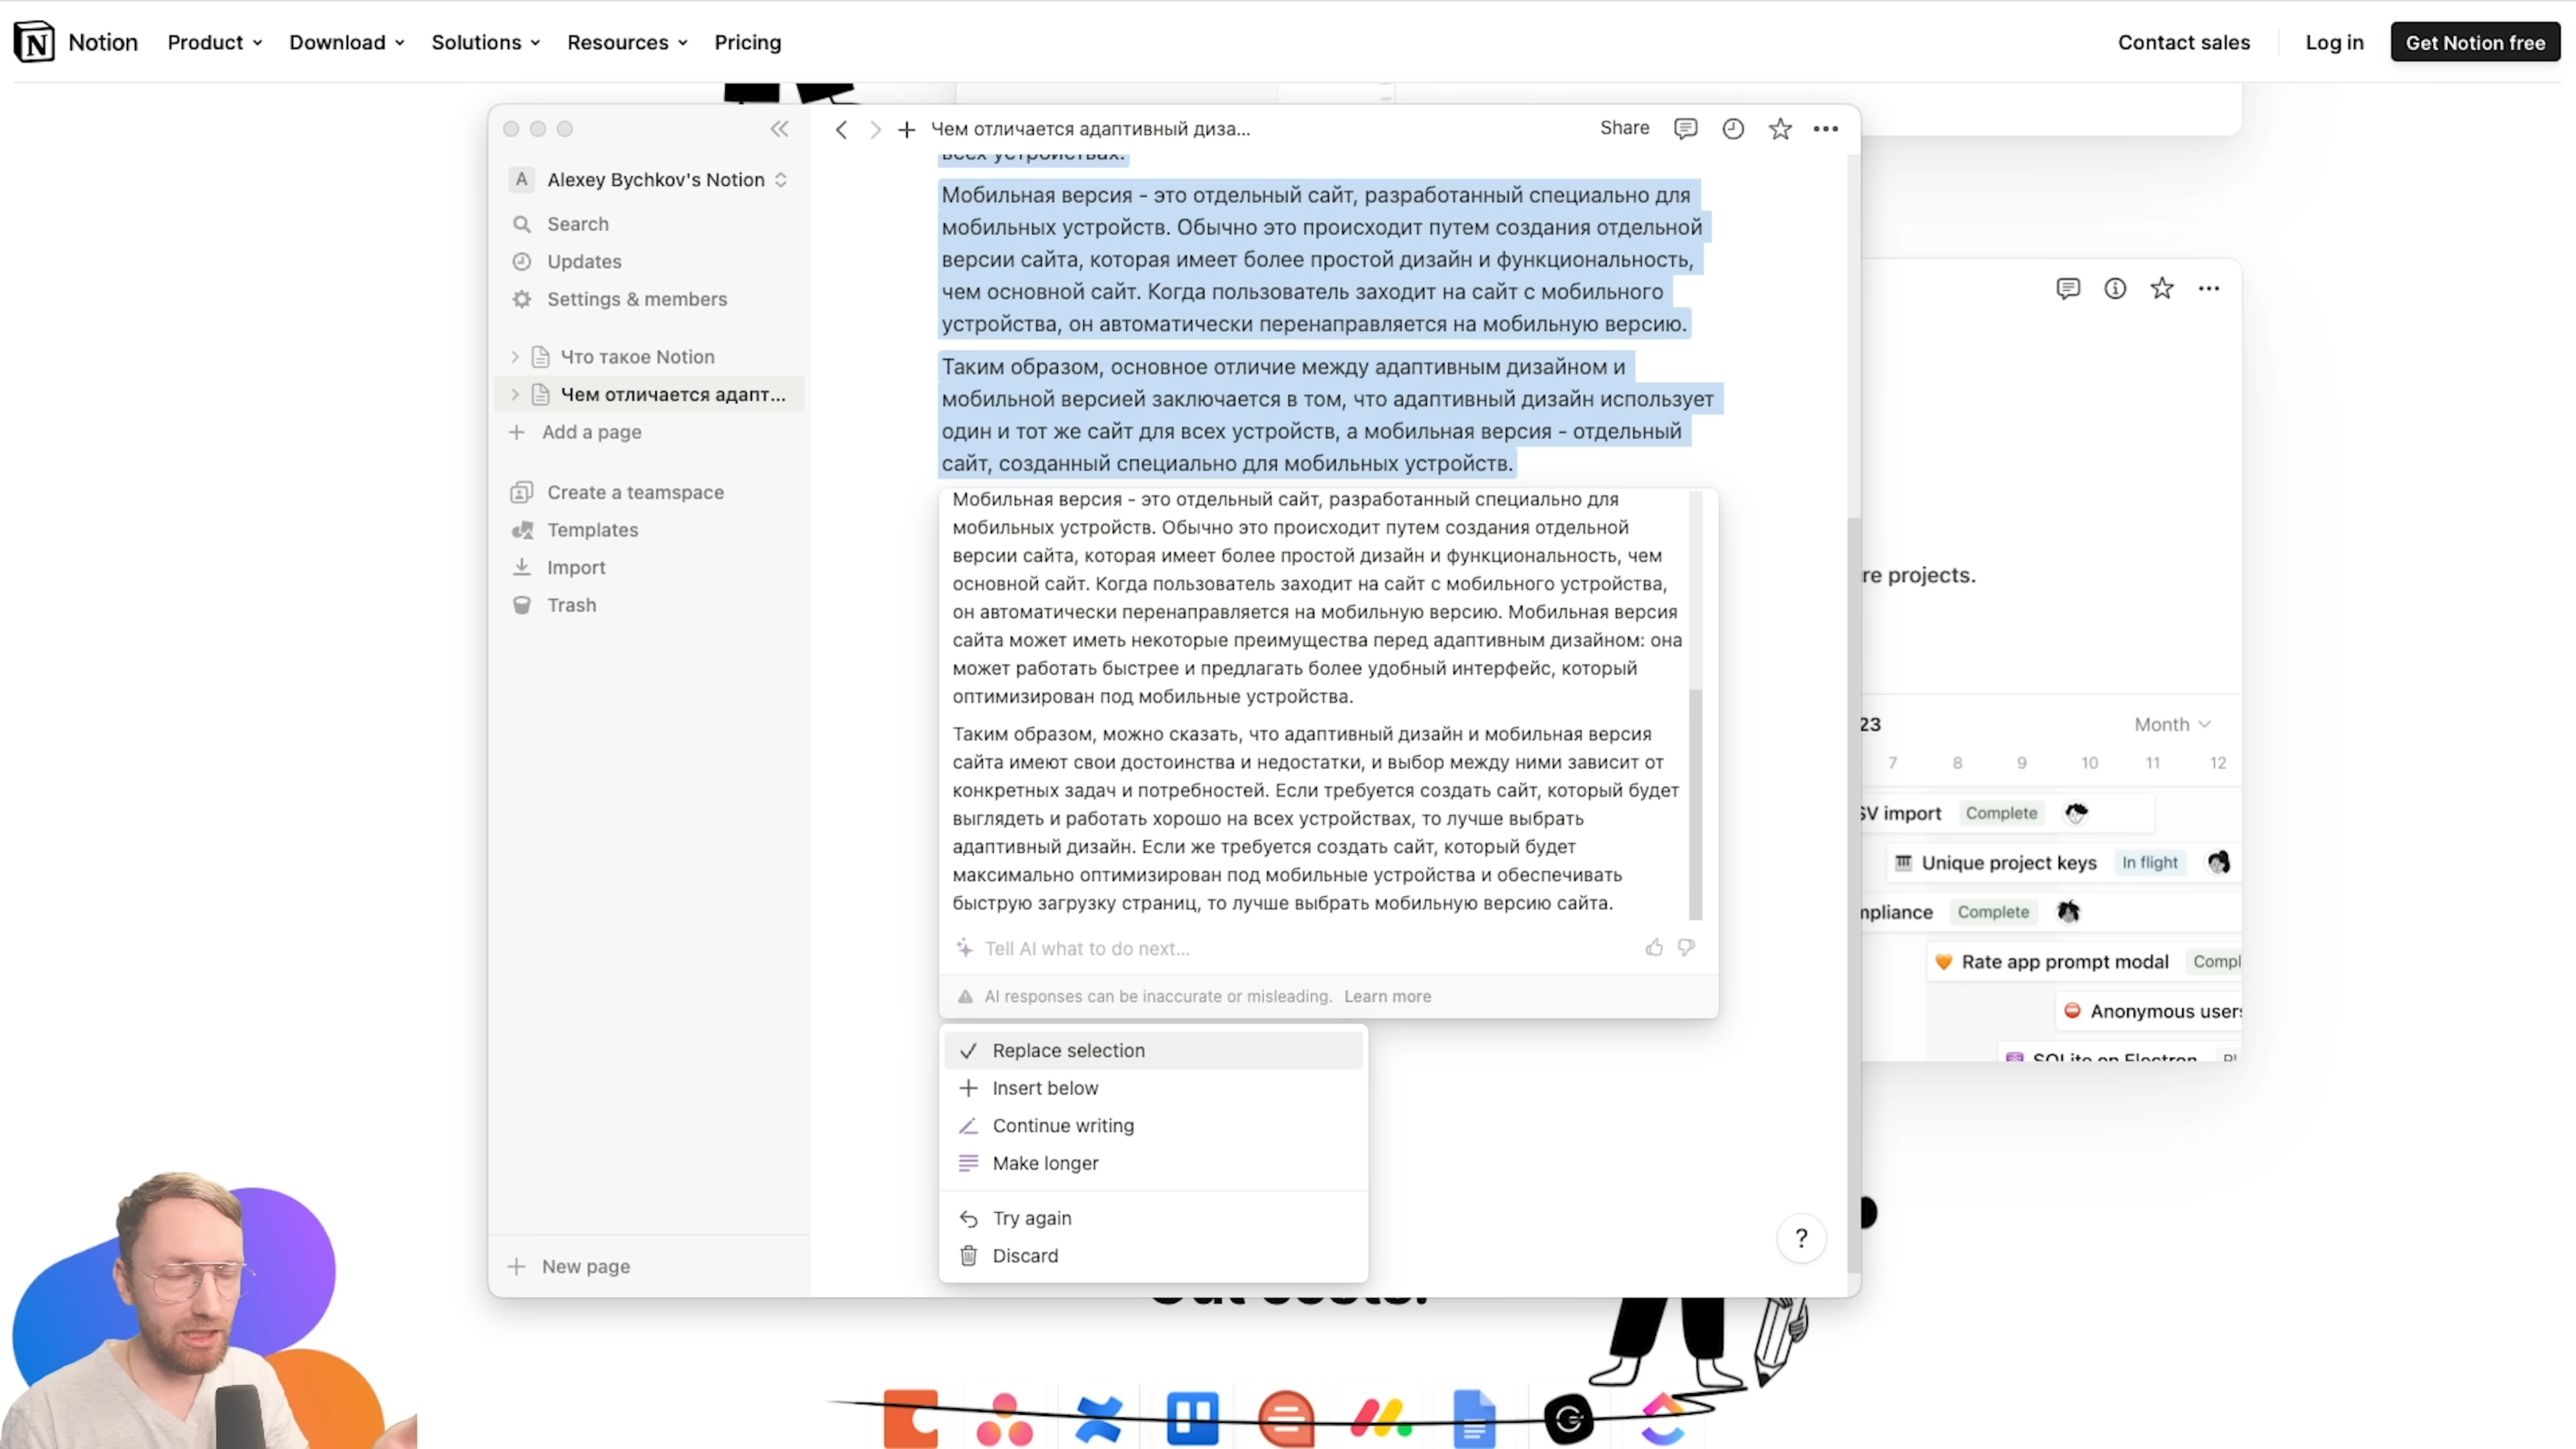 Notion
Product
Download
Solutions
Resources
Pricing
Contact sales
Log in
Get Notion free
Alexey Bychkov's Notion
A
Search
Updates
Settings & members
Что такое Notion
Чем отличается адапт...
Add a page
Create a teamspace
Templates
Import
Trash
New page
Чем отличается адаптивный диза...
Share
всех устройствах.
Мобильная версия - это отдельный сайт, разработанный специально для
мобильных устройств. Обычно это происходит путем создания отдельной
версии сайта, которая имеет более простой дизайн и функциональность,
чем основной сайт. Когда пользователь заходит на сайт с мобильного
устройства, он автоматически перенаправляется на мобильную версию.
Таким образом, основное отличие между адаптивным дизайном и
мобильной версией заключается в том, что адаптивный дизайн использует
один и тот же сайт для всех устройств, а мобильная версия - отдельный
сайт, созданный специально для мобильных устройств.
Мобильная версия - это отдельный сайт, разработанный специально для
мобильных устройств. Обычно это происходит путем создания отдельной
версии сайта, которая имеет более простой дизайн и функциональность, чем
основной сайт. Когда пользователь заходит на сайт с мобильного устройства,
он автоматически перенаправляется на мобильную версию. Мобильная версия
сайта может иметь некоторые преимущества перед адаптивным дизайном: она
может работать быстрее и предлагать более удобный интерфейс, который
оптимизирован под мобильные устройства.
Таким образом, можно сказать, что адаптивный дизайн и мобильная версия
сайта имеют свои достоинства и недостатки, и выбор между ними зависит от
конкретных задач и потребностей. Если требуется создать сайт, который будет
выглядеть и работать хорошо на всех устройствах, то лучше выбрать
адаптивный дизайн. Если же требуется создать сайт, который будет
максимально оптимизирован под мобильные устройства и обеспечивать
быструю загрузку страниц, то лучше выбрать мобильную версию сайта.
Tell AI what to do next...
AI responses can be inaccurate or misleading. Learn more
Replace selection
Insert below
Continue writing
Make longer
Try again
Discard
?
re projects.
23
Month
7 8 9 10 11 12
SV import Complete
Unique project keys In flight
mpliance Complete
Rate app prompt modal Compl
Anonymous users
SQLite on Electron